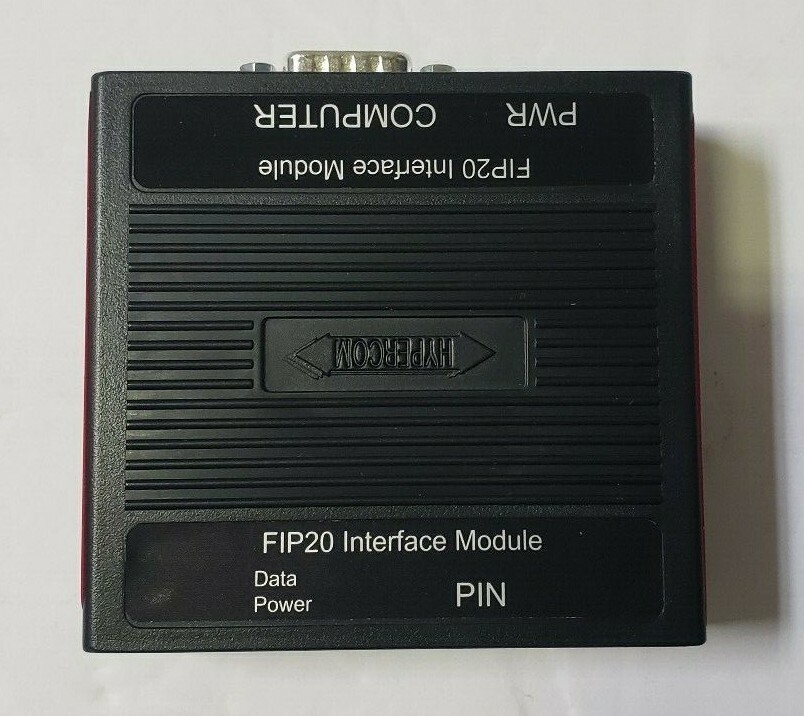 PWR COMPUTER
FIP20 Interface Module
HYPERCOM
FIP20 Interface Module
Data
Power
PIN